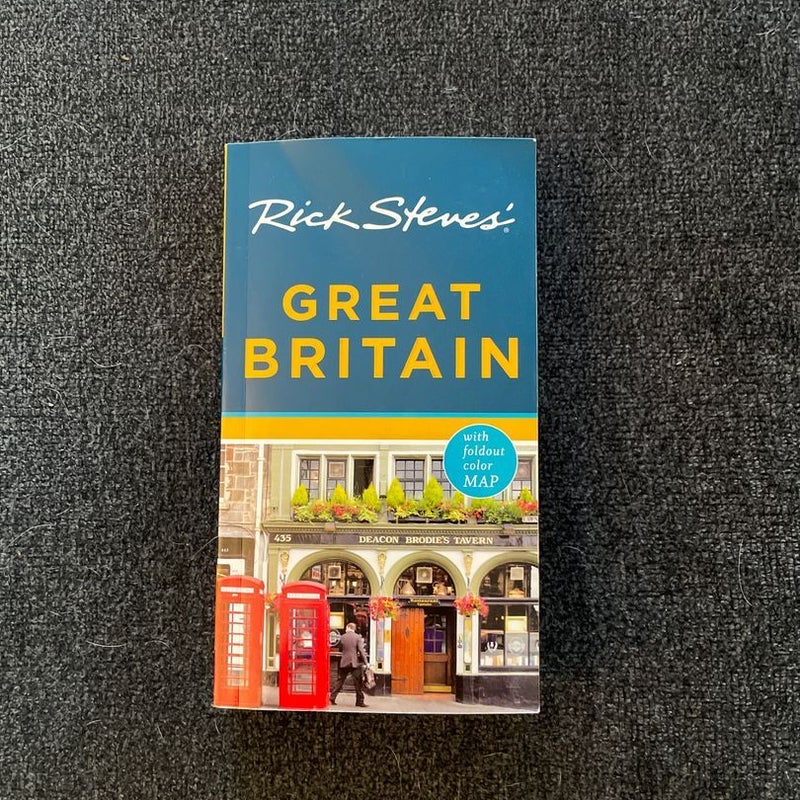 Rick Steves'®
GREAT
BRITAIN
with
foldout
color
MAP
435
DEACON BRODIE'S TAVERN